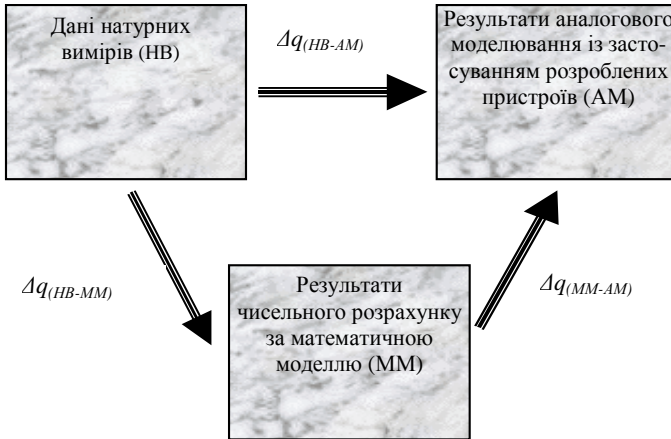 Дані натурних
вимірів (НВ)
Δq(НВ-АМ)
Результати аналогового
моделювання із засто-
суванням розроблених
пристроїв (АМ)
Δq(НВ-ММ)
Результати
чисельного розрахунку
за математичною
моделлю (ММ)
Δq(ММ-АМ)